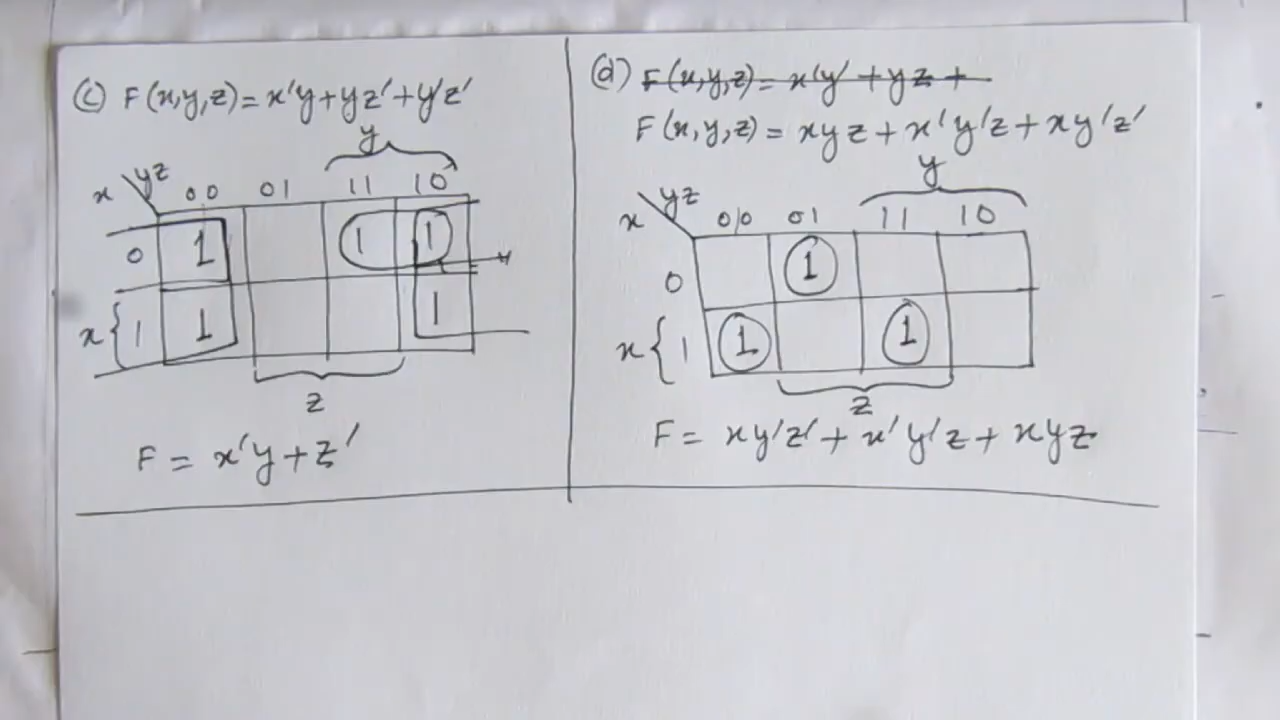 (c) F(x,y,z)= x'y+yz'+y'z'
y
x yz 00 01 11 10
0 1 1 1
x{ 1 1 1
z
F = x'y+z'
(d) F(x,y,z)= x'y' +yz +
F(x,y,z) = xyz+x'y'z+xy'z'
y
x yz 00 01 11 10
0 1
x{ 1 1 1
z
F= xy'z'+x'y'z+xyz